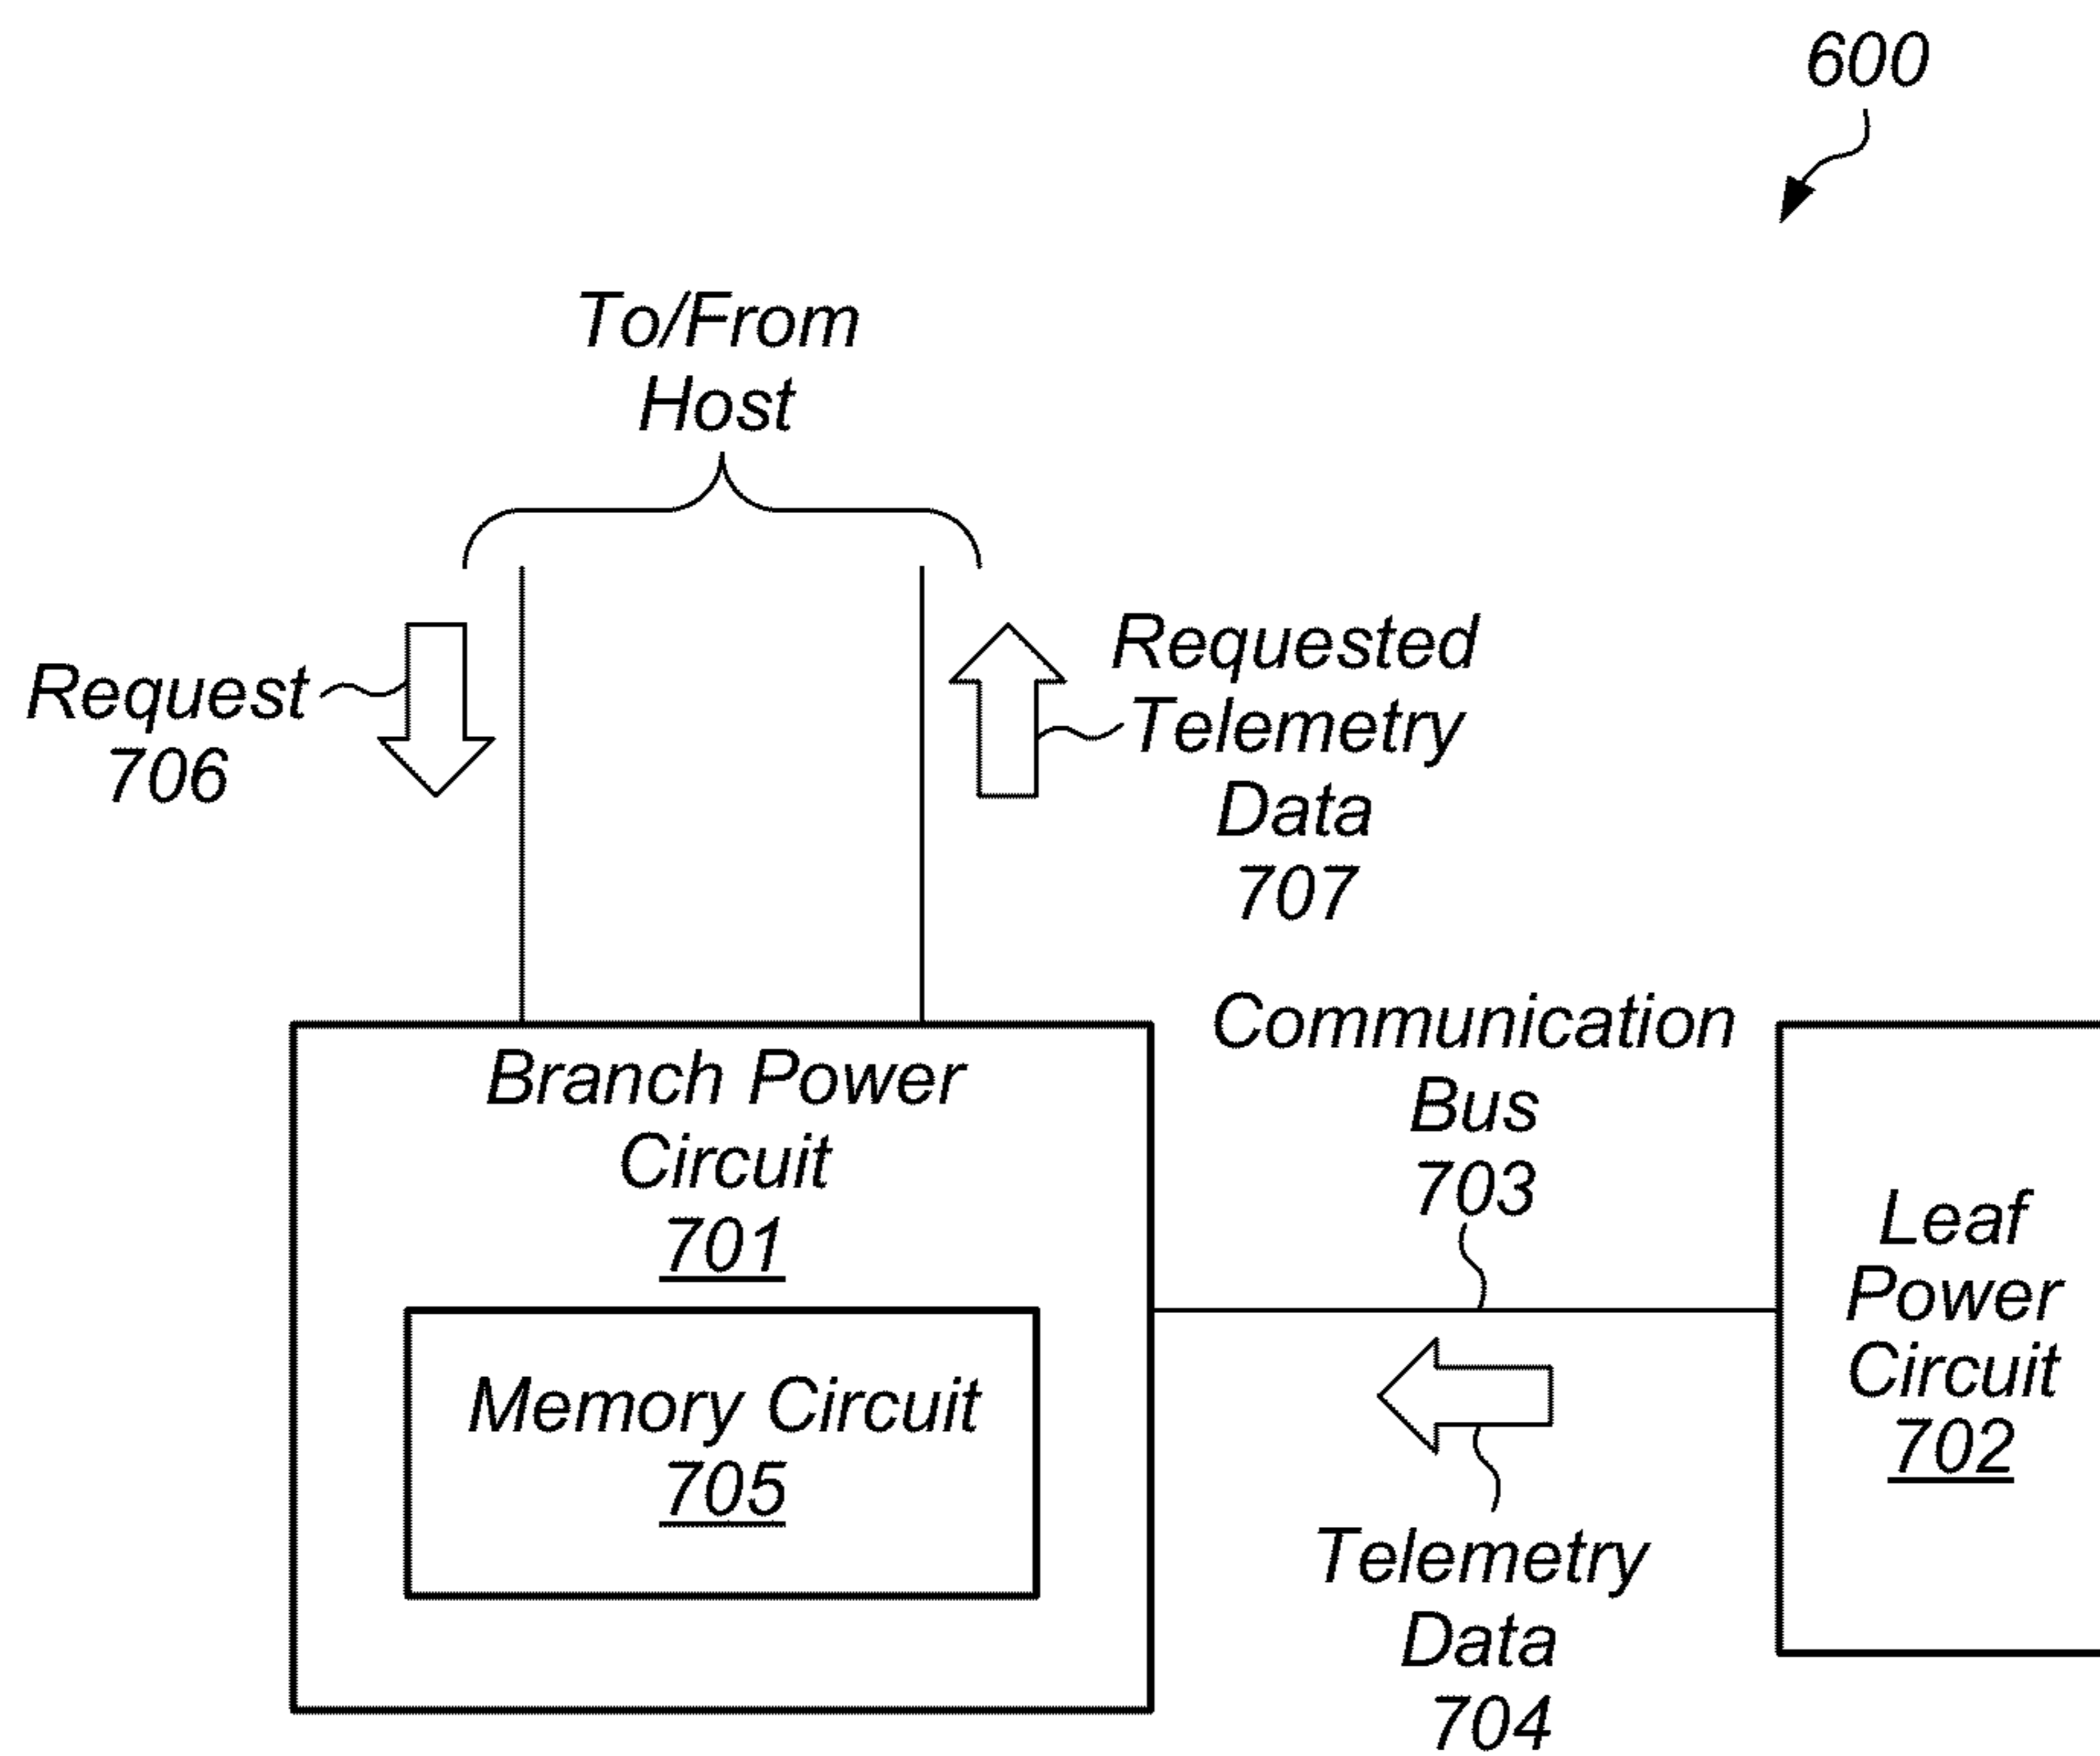 600
To/From
Host
Request
706
Requested
Telemetry
Data
707
Branch Power
Circuit
701
Memory Circuit
705
Communication
Bus
703
Telemetry
Data
704
Leaf
Power
Circuit
702